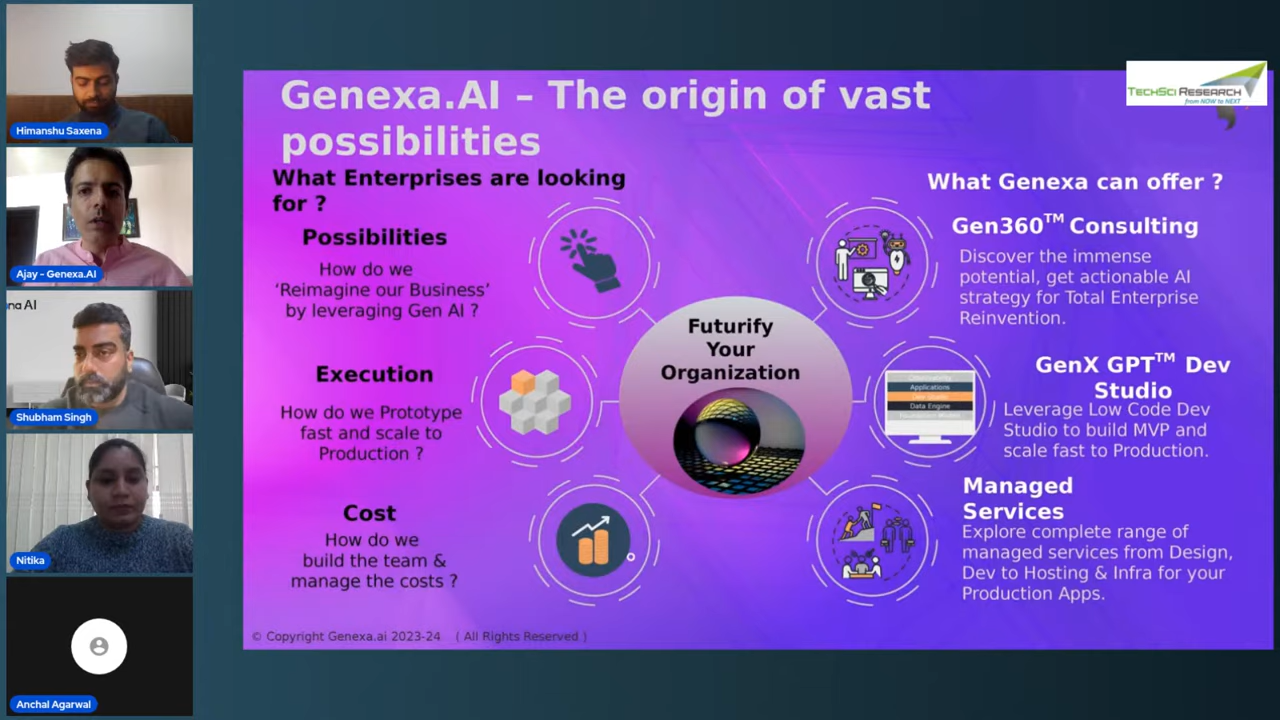 Himanshu Saxena
Ajay - Genexa.AI
na AI
Shubham Singh
Nitika
Anchal Agarwal
TECHSCI RESEARCH
from NOW to NEXT
Genexa.AI – The origin of vast
possibilities
What Enterprises are looking
for ?
Possibilities
How do we
‘Reimagine our Business’
by leveraging Gen AI ?
Execution
How do we Prototype
fast and scale to
Production ?
Cost
How do we
build the team &
manage the costs ?
Futurify
Your
Organization
What Genexa can offer ?
Gen360TM Consulting
Discover the immense
potential, get actionable AI
strategy for Total Enterprise
Reinvention.
Applications
Data Engine
GenX GPTTM Dev
Studio
Leverage Low Code Dev
Studio to build MVP and
scale fast to Production.
Managed
Services
Explore complete range of
managed services from Design,
Dev to Hosting & Infra for your
Production Apps.
© Copyright Genexa.ai 2023-24 ( All Rights Reserved )